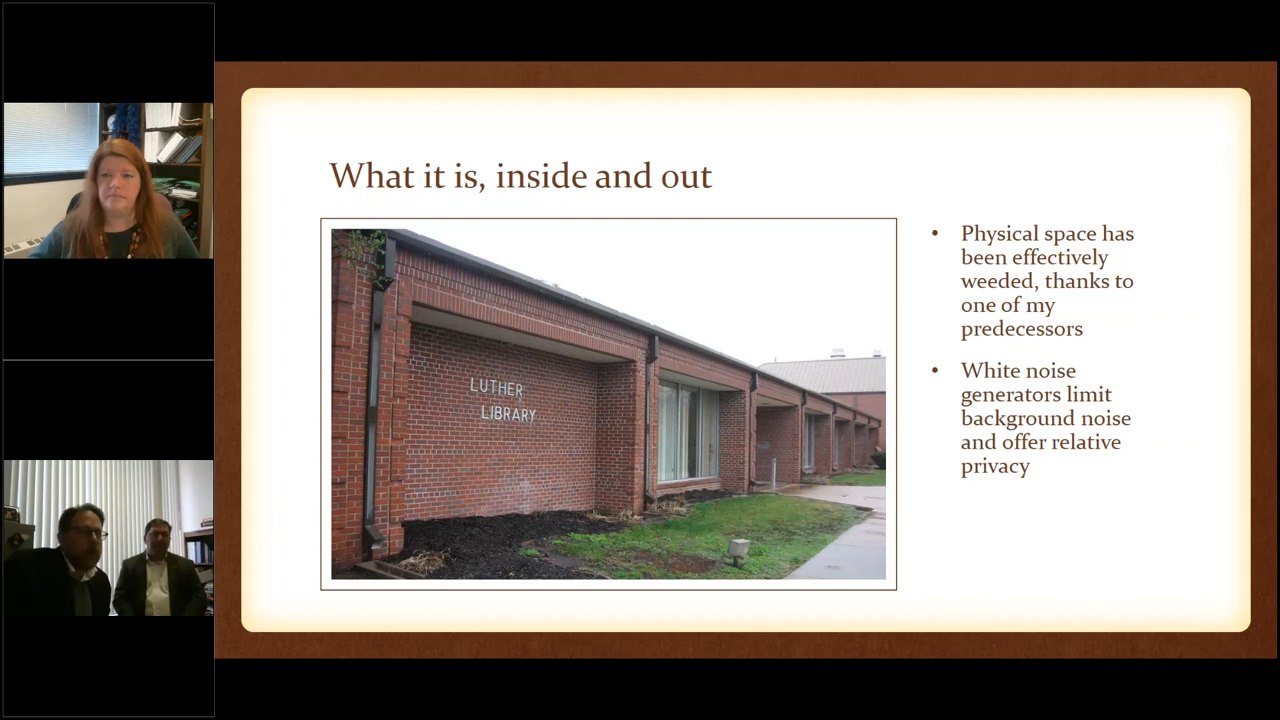 What it is, inside and out
LUTHER
LIBRARY
• Physical space has
been effectively
weeded, thanks to
one of my
predecessors
• White noise
generators limit
background noise
and offer relative
privacy